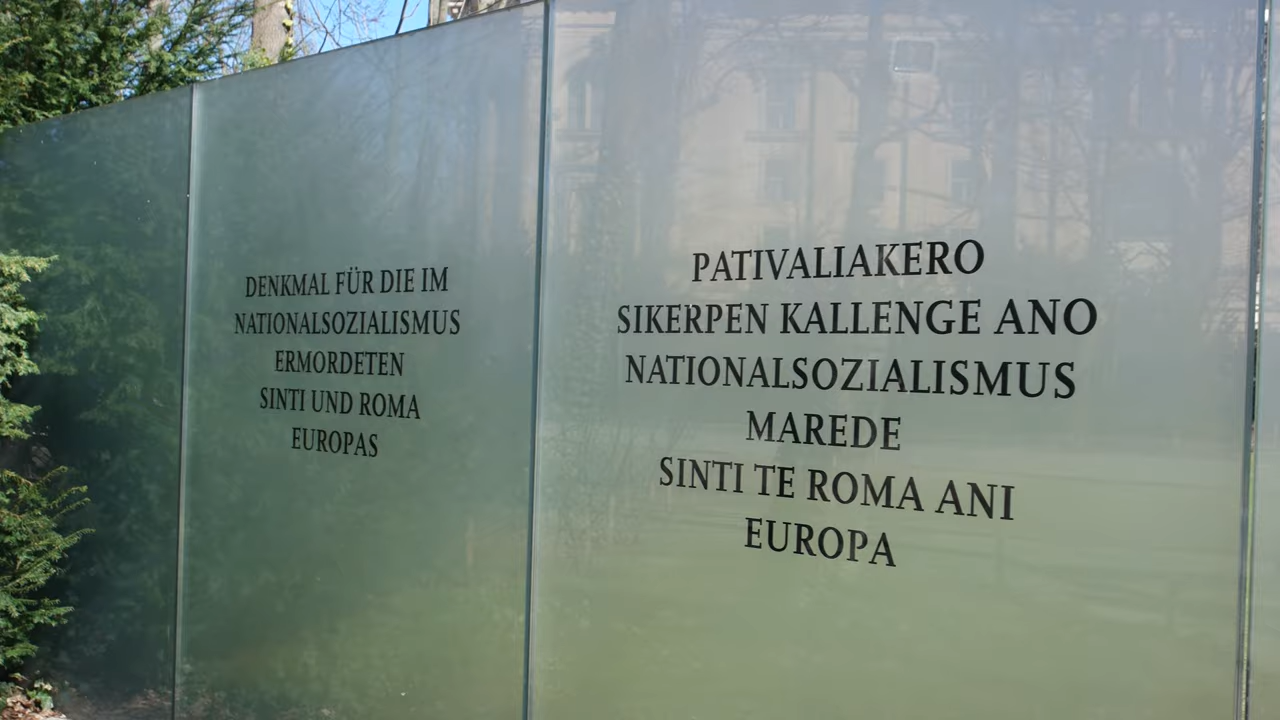 DENKMAL FÜR DIE IM
NATIONALSOZIALISMUS
ERMORDETEN
SINTI UND ROMA
EUROPAS
PATIVALIAKERO
SIKERPEN KALLENGE ANO
NATIONALSOZIALISMUS
MAREDE
SINTI TE ROMA ANI
EUROPA